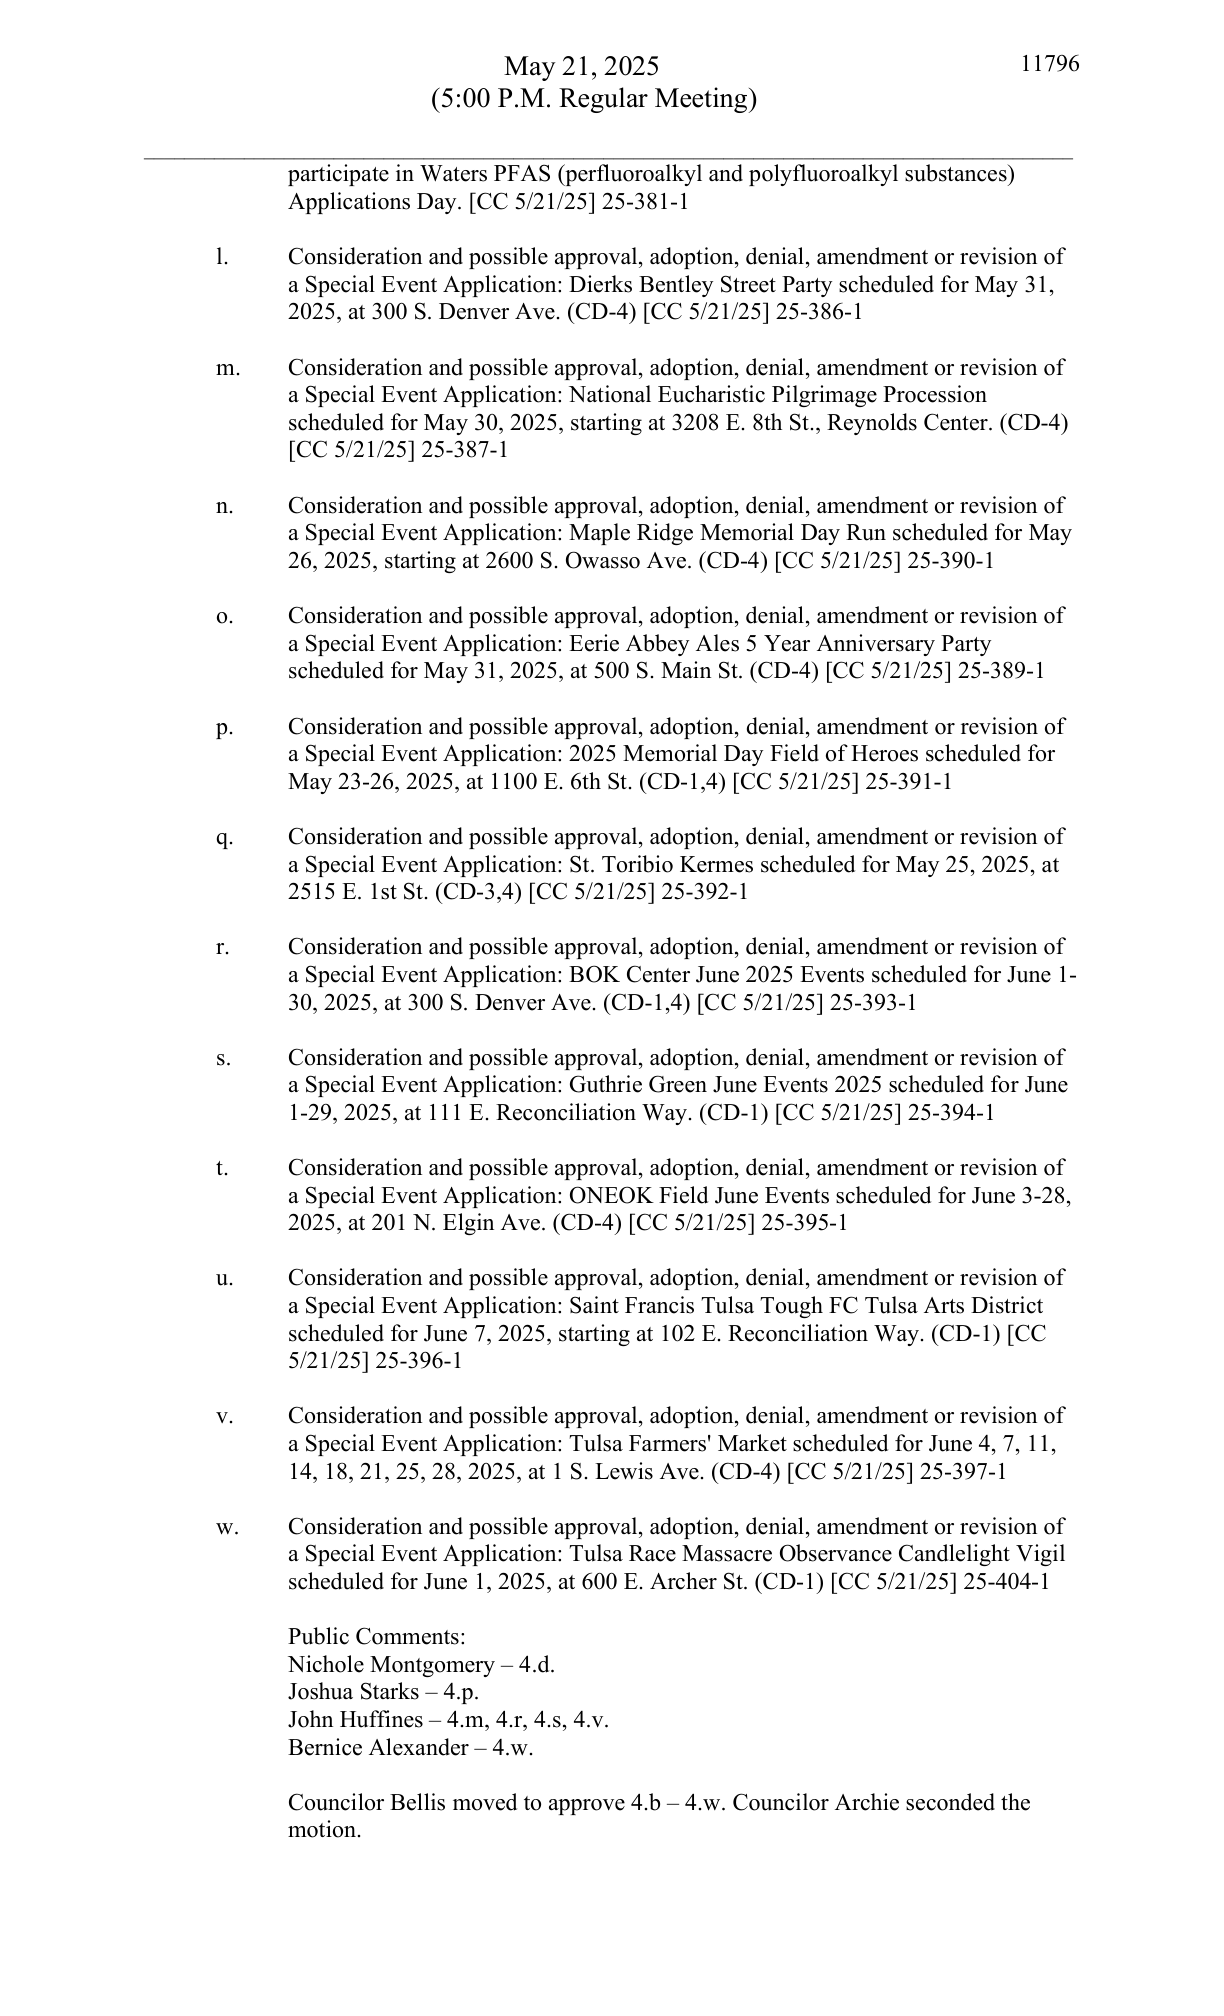 May 21, 2025
11796
(5:00 P.M. Regular Meeting)
participate in Waters PFAS (perfluoroalkyl and polyfluoroalkyl substances)
Applications Day. [CC 5/21/25] 25-381-1
l. Consideration and possible approval, adoption, denial, amendment or revision of
a Special Event Application: Dierks Bentley Street Party scheduled for May 31,
2025, at 300 S. Denver Ave. (CD-4) [CC 5/21/25] 25-386-1
m. Consideration and possible approval, adoption, denial, amendment or revision of
a Special Event Application: National Eucharistic Pilgrimage Procession
scheduled for May 30, 2025, starting at 3208 E. 8th St., Reynolds Center. (CD-4)
[CC 5/21/25] 25-387-1
n. Consideration and possible approval, adoption, denial, amendment or revision of
a Special Event Application: Maple Ridge Memorial Day Run scheduled for May
26, 2025, starting at 2600 S. Owasso Ave. (CD-4) [CC 5/21/25] 25-390-1
o. Consideration and possible approval, adoption, denial, amendment or revision of
a Special Event Application: Eerie Abbey Ales 5 Year Anniversary Party
scheduled for May 31, 2025, at 500 S. Main St. (CD-4) [CC 5/21/25] 25-389-1
p. Consideration and possible approval, adoption, denial, amendment or revision of
a Special Event Application: 2025 Memorial Day Field of Heroes scheduled for
May 23-26, 2025, at 1100 E. 6th St. (CD-1,4) [CC 5/21/25] 25-391-1
q. Consideration and possible approval, adoption, denial, amendment or revision of
a Special Event Application: St. Toribio Kermes scheduled for May 25, 2025, at
2515 E. 1st St. (CD-3,4) [CC 5/21/25] 25-392-1
r. Consideration and possible approval, adoption, denial, amendment or revision of
a Special Event Application: BOK Center June 2025 Events scheduled for June 1-
30, 2025, at 300 S. Denver Ave. (CD-1,4) [CC 5/21/25] 25-393-1
s. Consideration and possible approval, adoption, denial, amendment or revision of
a Special Event Application: Guthrie Green June Events 2025 scheduled for June
1-29, 2025, at 111 E. Reconciliation Way. (CD-1) [CC 5/21/25] 25-394-1
t. Consideration and possible approval, adoption, denial, amendment or revision of
a Special Event Application: ONEOK Field June Events scheduled for June 3-28,
2025, at 201 N. Elgin Ave. (CD-4) [CC 5/21/25] 25-395-1
u. Consideration and possible approval, adoption, denial, amendment or revision of
a Special Event Application: Saint Francis Tulsa Tough FC Tulsa Arts District
scheduled for June 7, 2025, starting at 102 E. Reconciliation Way. (CD-1) [CC
5/21/25] 25-396-1
v. Consideration and possible approval, adoption, denial, amendment or revision of
a Special Event Application: Tulsa Farmers' Market scheduled for June 4, 7, 11,
14, 18, 21, 25, 28, 2025, at 1 S. Lewis Ave. (CD-4) [CC 5/21/25] 25-397-1
w. Consideration and possible approval, adoption, denial, amendment or revision of
a Special Event Application: Tulsa Race Massacre Observance Candlelight Vigil
scheduled for June 1, 2025, at 600 E. Archer St. (CD-1) [CC 5/21/25] 25-404-1
Public Comments:
Nichole Montgomery – 4.d.
Joshua Starks – 4.p.
John Huffines – 4.m, 4.r, 4.s, 4.v.
Bernice Alexander – 4.w.
Councilor Bellis moved to approve 4.b – 4.w. Councilor Archie seconded the
motion.